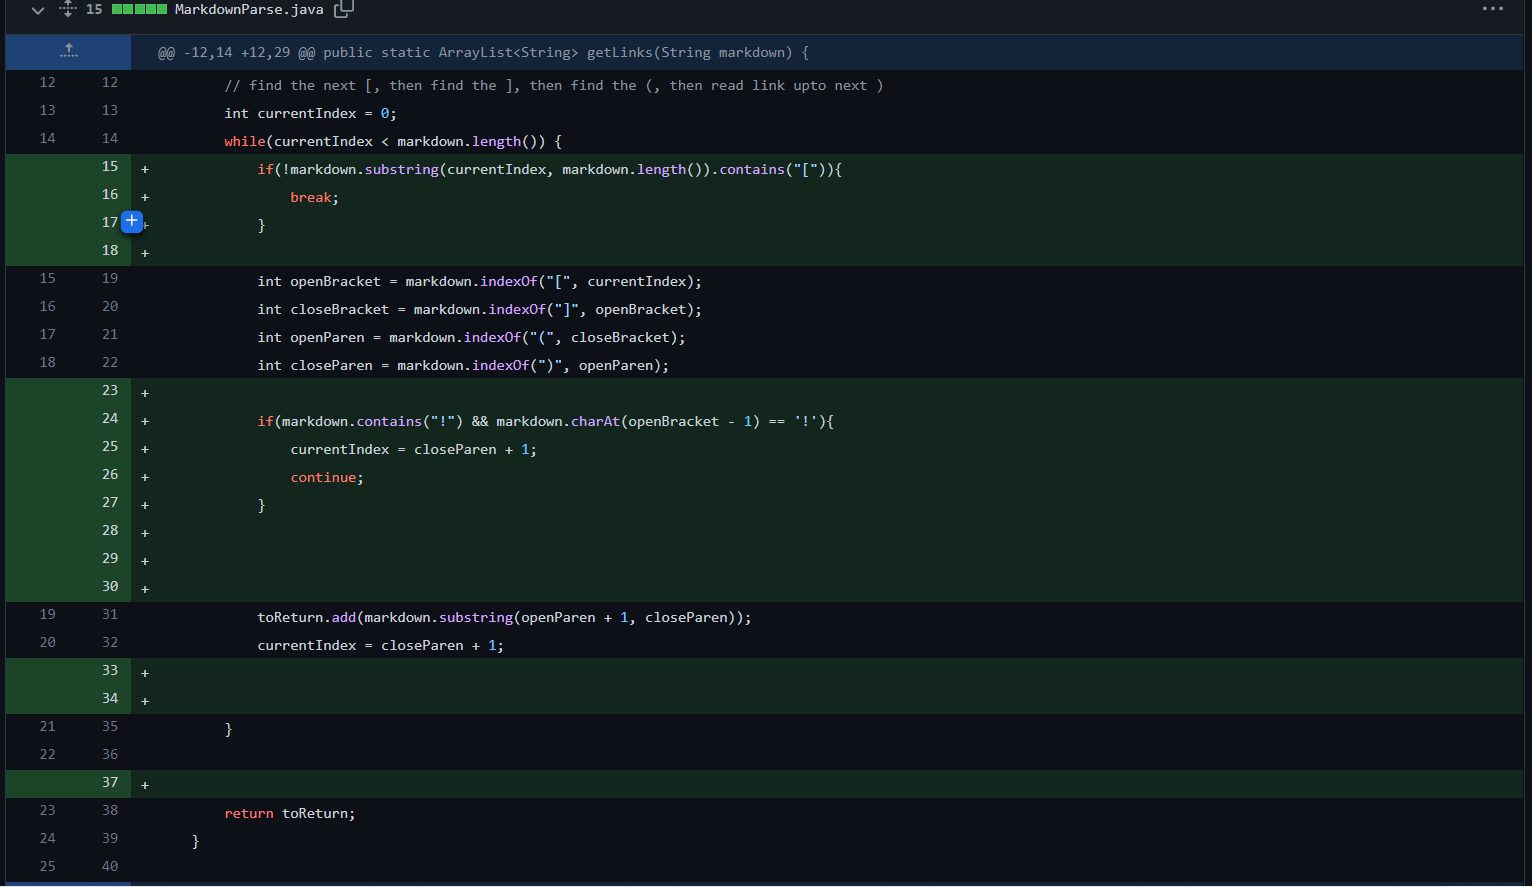 15 MarkdownParse.java
@@ -12,14 +12,29 @@ public static ArrayList<String> getLinks(String markdown) {
12 12 // find the next [, then find the ], then find the (, then read link upto next )
13 13 int currentIndex = 0;
14 14 while(currentIndex < markdown.length()) {
15 + if(!markdown.substring(currentIndex, markdown.length()).contains("[")){
16 + break;
17 + }
18 +
15 19 int openBracket = markdown.indexOf("[", currentIndex);
16 20 int closeBracket = markdown.indexOf("]", openBracket);
17 21 int openParen = markdown.indexOf("(", closeBracket);
18 22 int closeParen = markdown.indexOf(")", openParen);
23 +
24 + if(markdown.contains("!") && markdown.charAt(openBracket - 1) == '!'){
25 + currentIndex = closeParen + 1;
26 + continue;
27 + }
28 +
29 +
30 +
19 31 toReturn.add(markdown.substring(openParen + 1, closeParen));
20 32 currentIndex = closeParen + 1;
33 +
34 +
21 35 }
22 36
37 +
23 38 return toReturn;
24 39 }
25 40